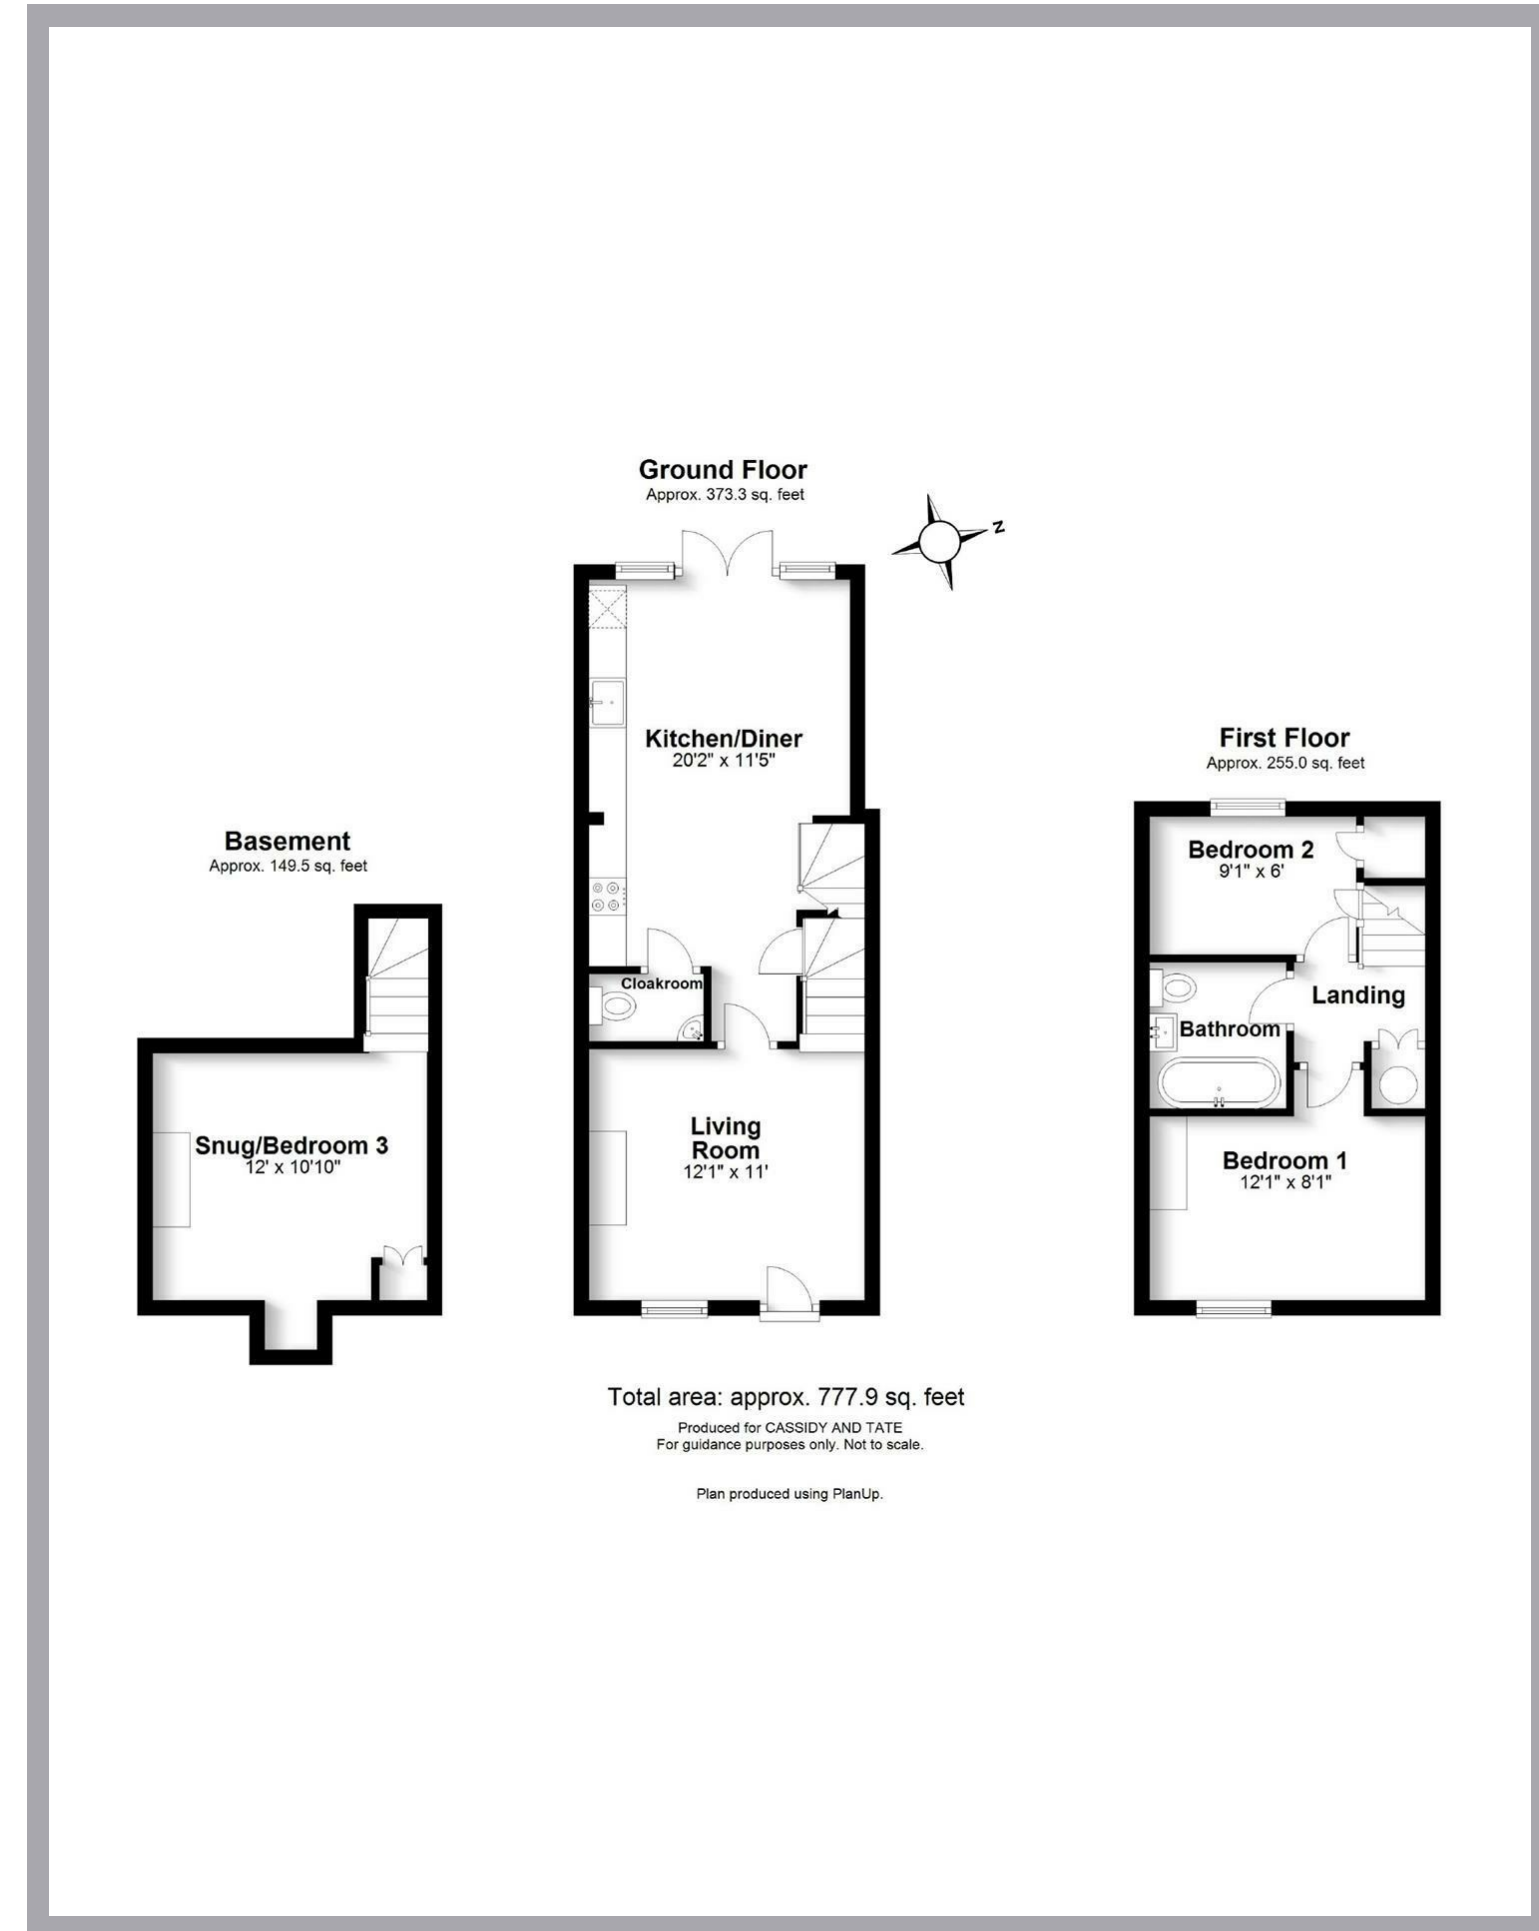 Ground Floor
Approx. 373.3 sq. feet
N
Kitchen/Diner
20'2" x 11'5"
Cloakroom
Living
Room
12'1" x 11'
First Floor
Approx. 255.0 sq. feet
Bedroom 2
9'1" x 6'
Landing
Bathroom
Bedroom 1
12'1" x 8'1"
Basement
Approx. 149.5 sq. feet
Snug/Bedroom 3
12' x 10'10"
Total area: approx. 777.9 sq. feet
Produced for CASSIDY AND TATE
For guidance purposes only. Not to scale.
Plan produced using PlanUp.